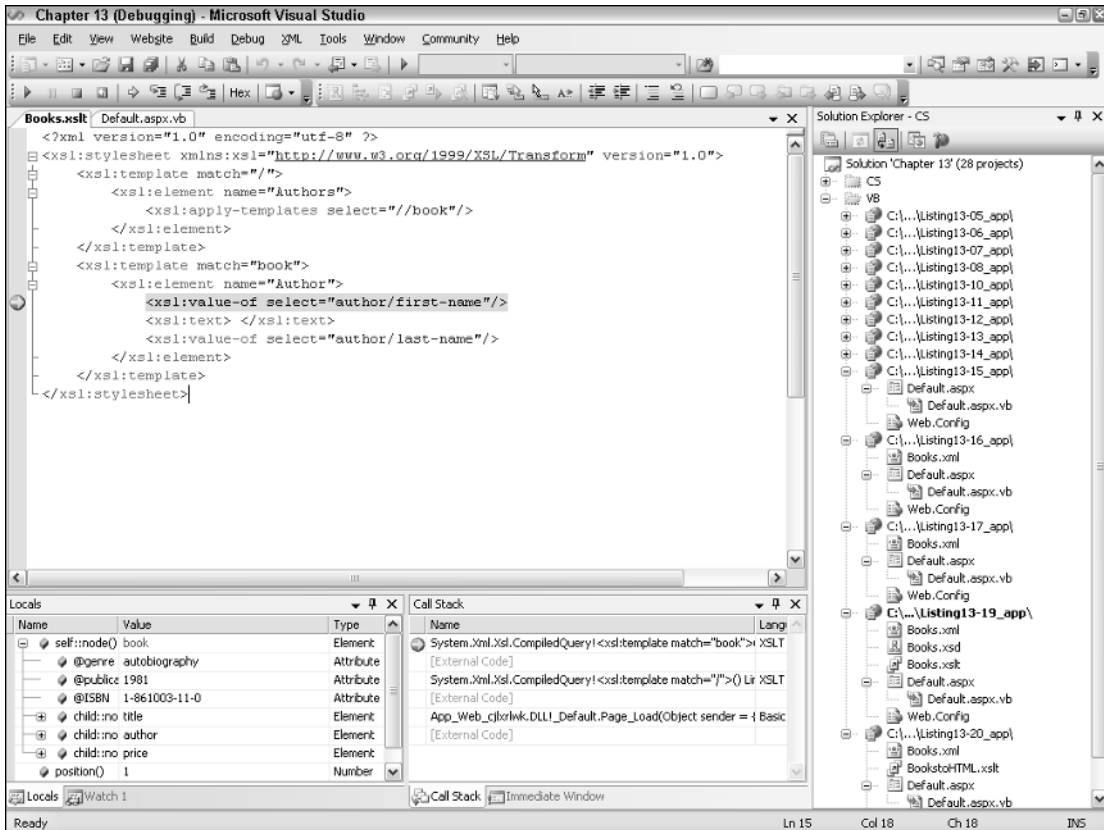 Chapter 13 (Debugging) - Microsoft Visual Studio
File Edit View Website Build Debug XML Tools Window Community Help
Hex
Books.xslt Default.aspx.vb
<?xml version="1.0" encoding="utf-8" ?>
<xsl:stylesheet xmlns:xsl="http://www.w3.org/1999/XSL/Transform" version="1.0">
<xsl:template match="/">
<xsl:element name="Authors">
<xsl:apply-templates select="//book"/>
</xsl:element>
</xsl:template>
<xsl:template match="book">
<xsl:element name="Author">
<xsl:value-of select="author/first-name"/>
<xsl:text> </xsl:text>
<xsl:value-of select="author/last-name"/>
</xsl:element>
</xsl:template>
</xsl:stylesheet>
Solution Explorer - CS
Solution 'Chapter 13' (28 projects)
CS
VB
C:\...\Listing13-05_app\
C:\...\Listing13-06_app\
C:\...\Listing13-07_app\
C:\...\Listing13-08_app\
C:\...\Listing13-10_app\
C:\...\Listing13-11_app\
C:\...\Listing13-12_app\
C:\...\Listing13-13_app\
C:\...\Listing13-14_app\
C:\...\Listing13-15_app\
Default.aspx
Default.aspx.vb
Web.Config
C:\...\Listing13-16_app\
Books.xml
Default.aspx
Default.aspx.vb
Web.Config
C:\...\Listing13-17_app\
Books.xml
Default.aspx
Default.aspx.vb
Web.Config
C:\...\Listing13-19_app\
Books.xml
Books.xsd
Books.xslt
Default.aspx
Default.aspx.vb
Web.Config
C:\...\Listing13-20_app\
Books.xml
BookstoHTML.xslt
Default.aspx
Default.aspx.vb
Locals
Name Value Type
self::node() book Element
@genre autobiography Attribute
@publica 1981 Attribute
@ISBN 1-861003-11-0 Attribute
child::no title Element
child::no author Element
child::no price Element
position() 1 Number
Locals Watch 1
Call Stack
Name Lang
System.Xml.Xsl.CompiledQuery!<xsl:template match="book">( XSLT
[External Code]
System.Xml.Xsl.CompiledQuery!<xsl:template match="/">() Lir XSLT
[External Code]
App_Web_cjlxrlwk.DLL!_Default.Page_Load(Object sender = { Basic
[External Code]
Call Stack Immediate Window
Ready Ln 15 Col 18 Ch 18 INS